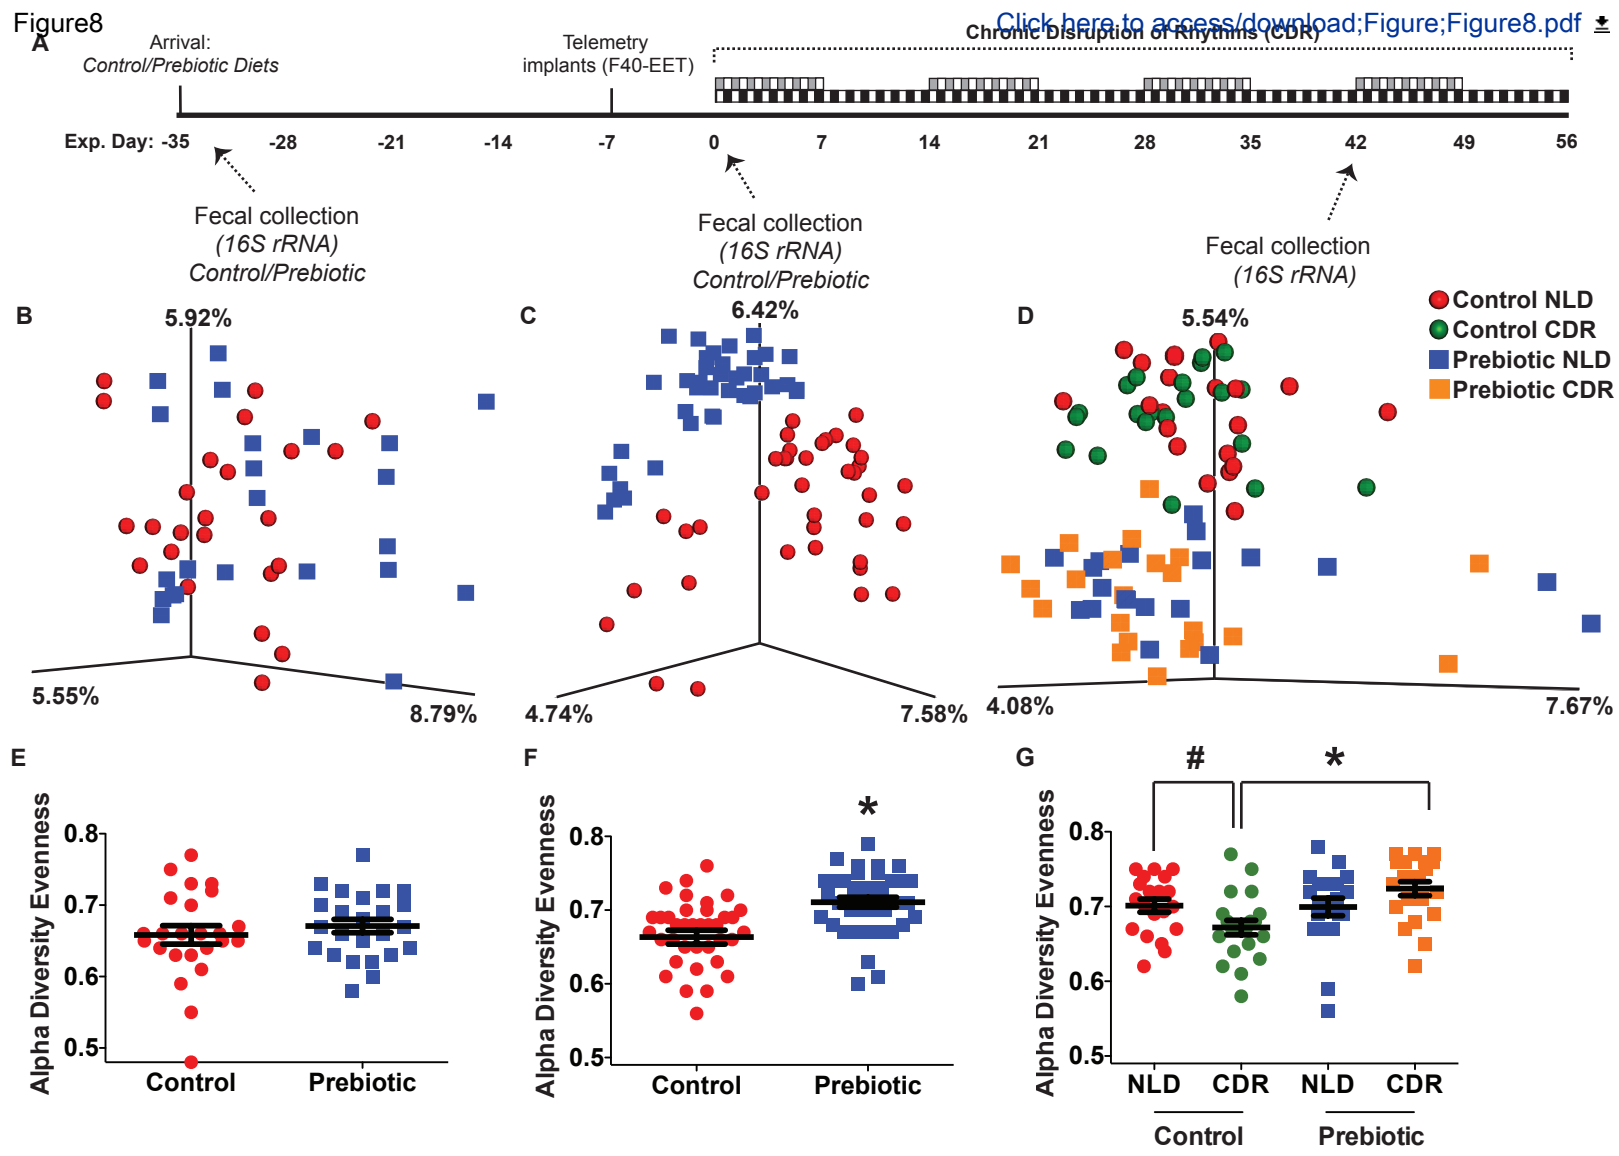 Figure8
Click here to access/download;Figure;Figure8.pdf
A
Chronic Disruption of Rhythms (CDR)
Arrival:
Control/Prebiotic Diets
Telemetry
implants (F40-EET)
Exp. Day: -35 -28 -21 -14 -7 0 7 14 21 28 35 42 49 56
Fecal collection
(16S rRNA)
Control/Prebiotic
Fecal collection
(16S rRNA)
Control/Prebiotic
Fecal collection
(16S rRNA)
Control NLD
Control CDR
Prebiotic NLD
Prebiotic CDR
B
5.92%
5.55%
8.79%
C
6.42%
4.74%
7.58%
D
5.54%
4.08%
7.67%
E
Alpha Diversity Evenness
0.8
0.7
0.6
0.5
Control Prebiotic
F
Alpha Diversity Evenness
0.8
0.7
0.6
0.5
*
Control Prebiotic
G
Alpha Diversity Evenness
0.8
0.7
0.6
0.5
# *
NLD CDR NLD CDR
Control Prebiotic